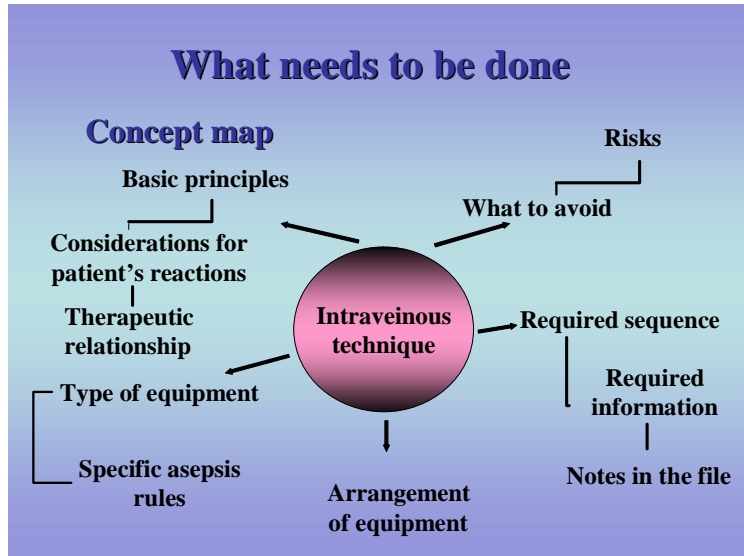 What needs to be done
Concept map
Risks
Basic principles
What to avoid
Considerations for
patient's reactions
Therapeutic
relationship
Intraveinous
technique
Required sequence
Type of equipment
Required
information
Specific asepsis
rules
Notes in the file
Arrangement
of equipment